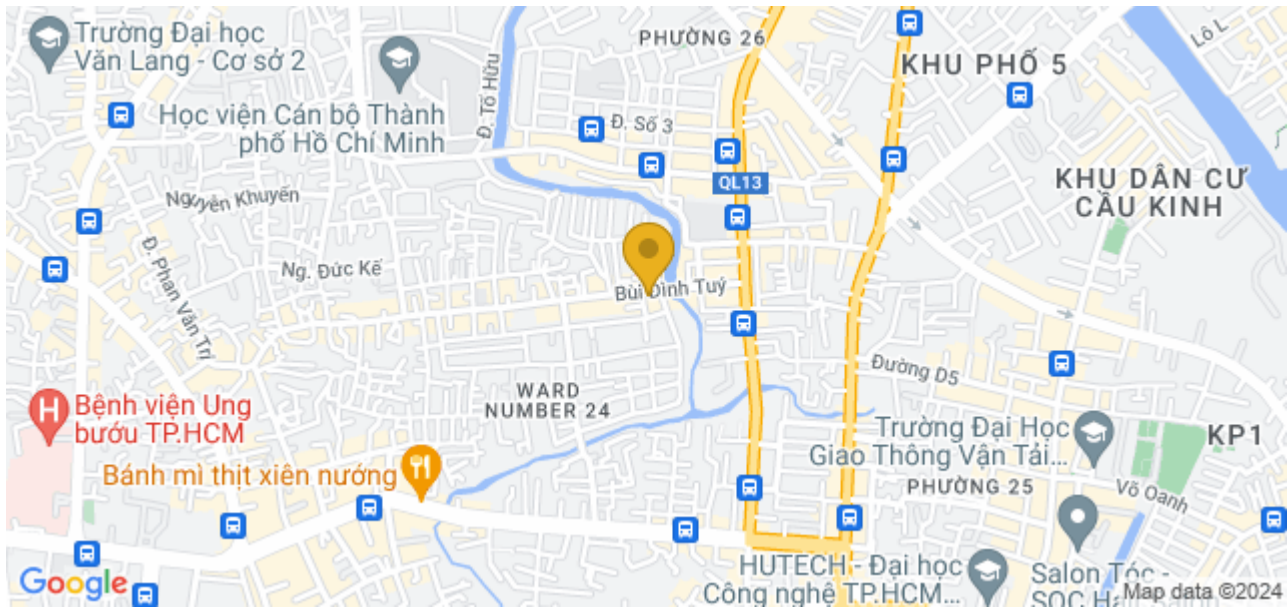 Trường Đại học
Văn Lang - Cơ sở 2
PHƯỜNG 26
KHU PHỐ 5
Lô L
Đ. Tố Hữu
Học viện Cán bộ Thành
phố Hồ Chí Minh
Đ. Số 3
QL13
KHU DÂN CƯ
CẦU KINH
Nguyễn Khuyến
Đ. Phan Văn Trị
Ng. Đức Kế
Bùi Đình Tuý
Đường D5
WARD
NUMBER 24
H
Bệnh viện Ung
bướu TP.HCM
Trường Đại Học
Giao Thông Vận Tải...
KP1
Bánh mì thịt xiên nướng
PHƯỜNG 25
Võ Oanh
HUTECH - Đại học
Công nghệ TP.HCM...
Salon Tóc -
Google
Map data ©2024